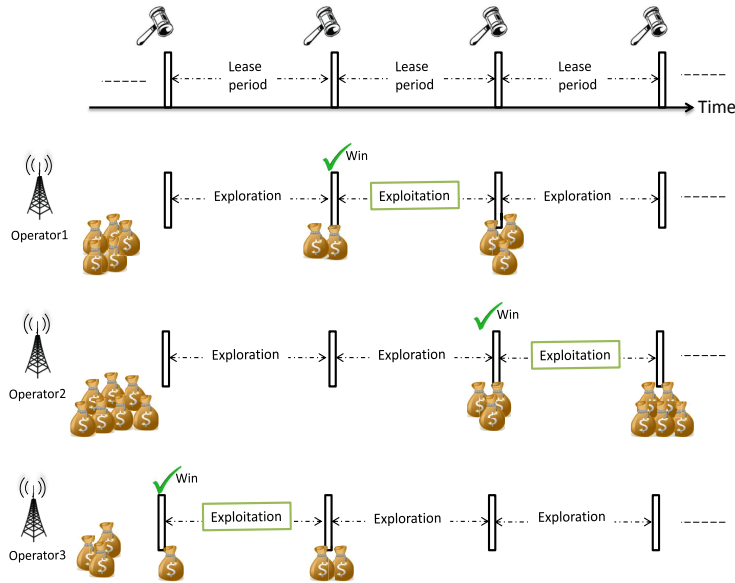 Lease period
Lease period
Lease period
Time
Win
Exploration
Exploitation
Exploration
Operator1
$ $ $ $ $
$ $
$ $ $
Win
Exploration
Exploration
Exploitation
Operator2
Win
Exploitation
Exploration
Exploration
Operator3